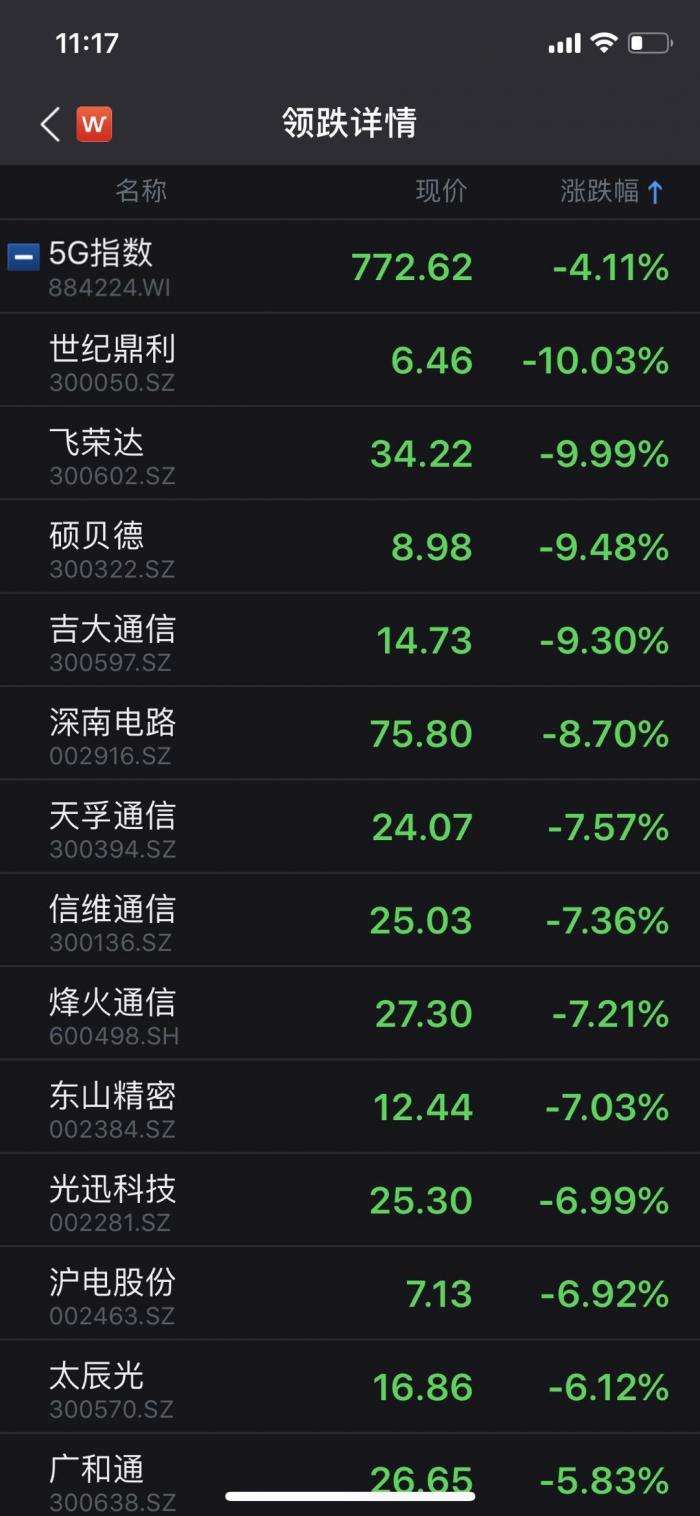 11:17
W 领跌详情
名称 现价 涨跌幅↑
5G指数 772.62 -4.11%
884224.WI
世纪鼎利 6.46 -10.03%
300050.SZ
飞荣达 34.22 -9.99%
300602.SZ
硕贝德 8.98 -9.48%
300322.SZ
吉大通信 14.73 -9.30%
300597.SZ
深南电路 75.80 -8.70%
002916.SZ
天孚通信 24.07 -7.57%
300394.SZ
信维通信 25.03 -7.36%
300136.SZ
烽火通信 27.30 -7.21%
600498.SH
东山精密 12.44 -7.03%
002384.SZ
光迅科技 25.30 -6.99%
002281.SZ
沪电股份 7.13 -6.92%
002463.SZ
太辰光 16.86 -6.12%
300570.SZ
广和通 26.65 -5.83%
300638.SZ